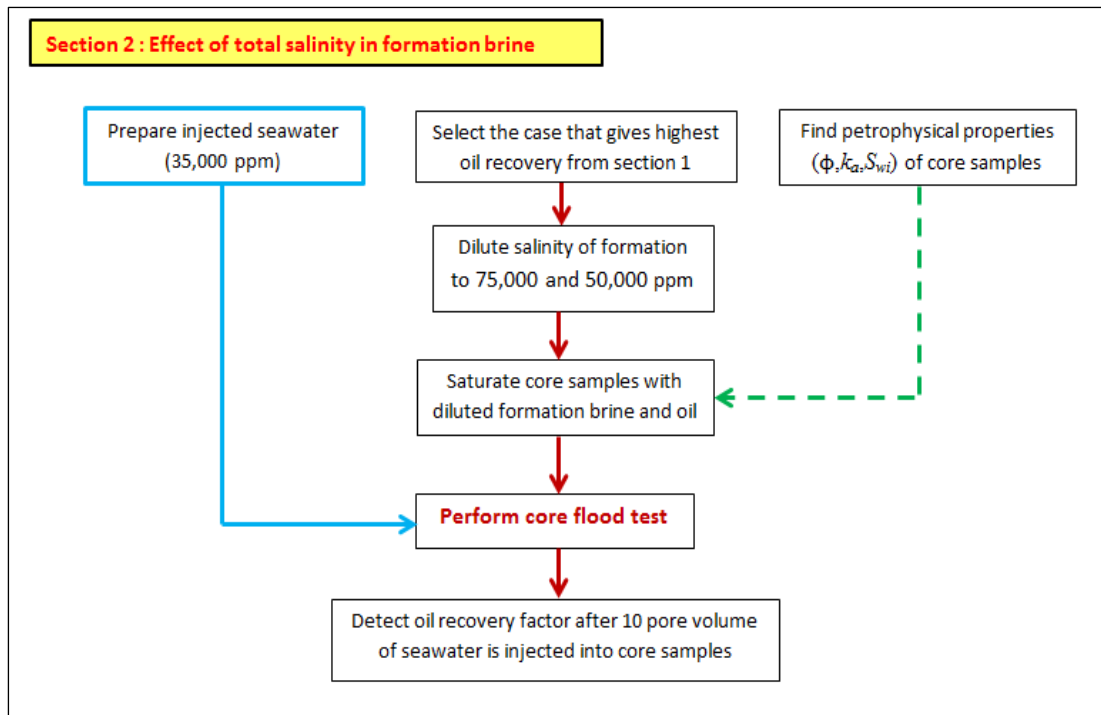 Section 2 : Effect of total salinity in formation brine
Prepare injected seawater
(35,000 ppm)
Select the case that gives highest
oil recovery from section 1
Find petrophysical properties
(ϕ,kₐ,S_wi) of core samples
Dilute salinity of formation
to 75,000 and 50,000 ppm
Saturate core samples with
diluted formation brine and oil
Perform core flood test
Detect oil recovery factor after 10 pore volume
of seawater is injected into core samples